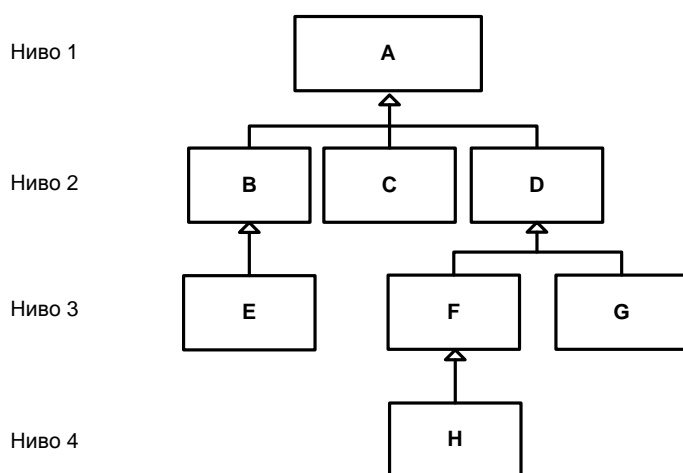 Ниво 1
A
Ниво 2
B C D
Ниво 3
E F G
Ниво 4
H